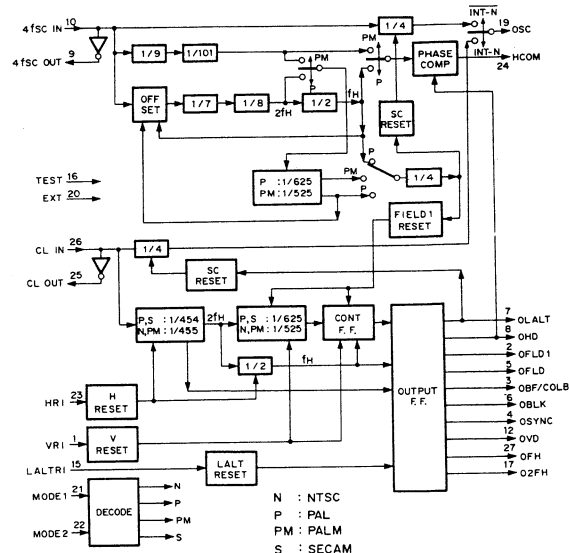 4fSC IN 10
4fSC OUT 9
1/9
1/101
OFF SET
1/7
1/8
2fH
1/2
fH
PM
P
PM
P
1/4
INT-N
INT-N
19 OSC
PHASE COMP
HCOM
24
SC RESET
P : 1/625
PM : 1/525
PM
P
P
1/4
FIELD1 RESET
TEST 16
EXT 20
CL IN 26
CL OUT 25
1/4
SC RESET
P,S : 1/454
N,PM : 1/455
2fH
P,S : 1/625
N,PM : 1/525
CONT F.F.
1/2
fH
OUTPUT F.F.
7 OLALT
8 OHD
2 OFLD1
5 OFLD
3 OBF/COLB
6 OBLK
4 OSYNC
12 OVD
27 OFH
17 O2FH
HRI 23
H RESET
VRI 1
V RESET
LALTRI 15
LALT RESET
MODE1 21
MODE2 22
DECODE
N
P
PM
S
N : NTSC
P : PAL
PM : PALM
S : SECAM